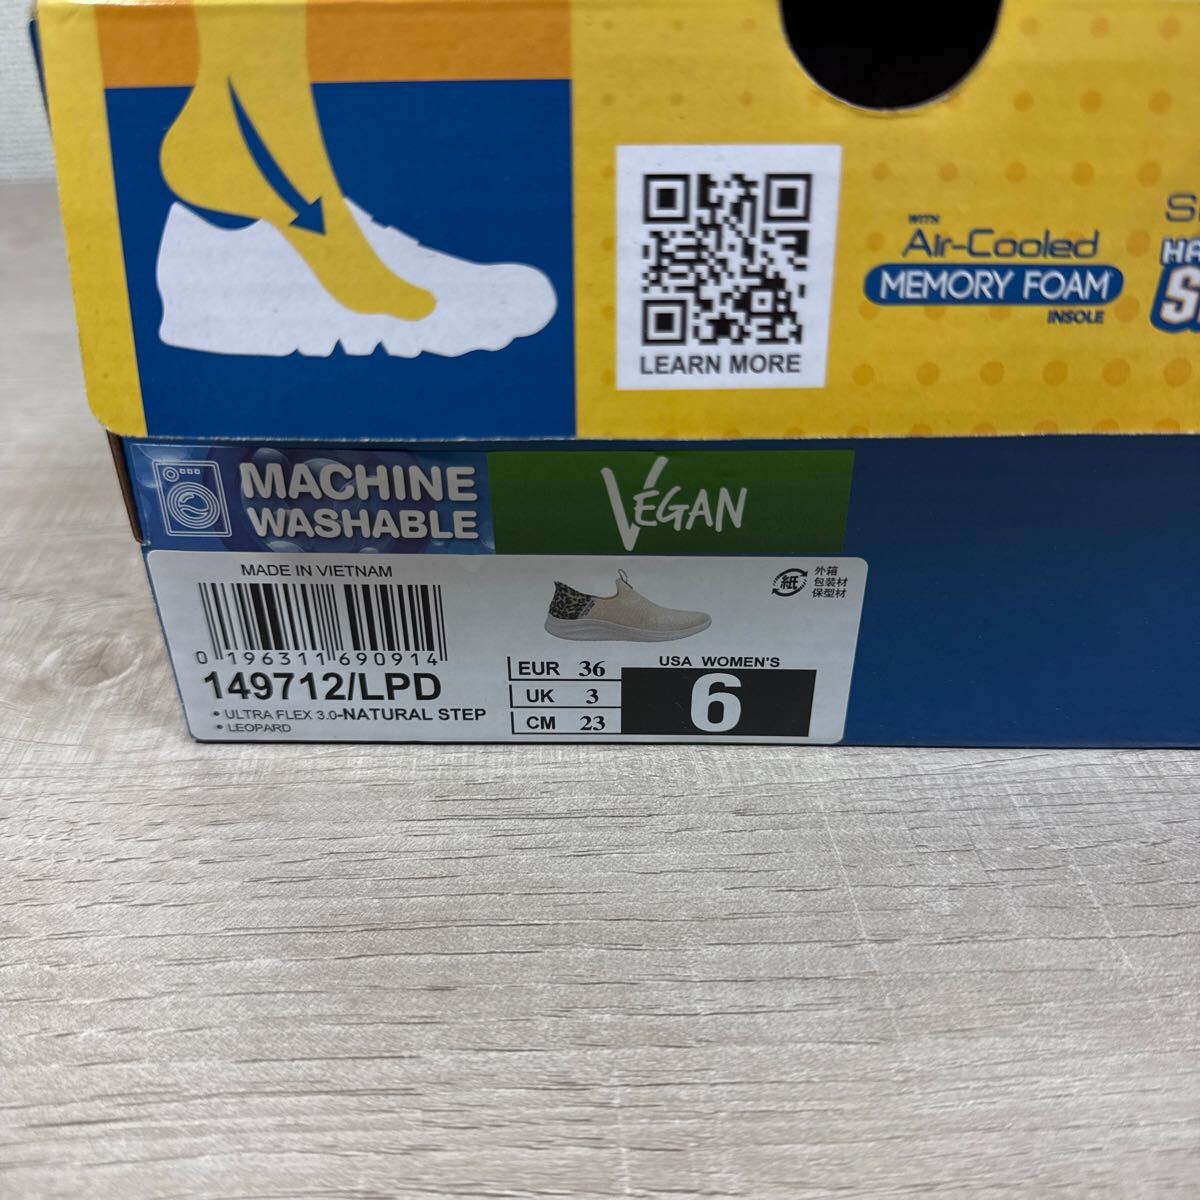 LEARN MORE
WITH
Air-Cooled
MEMORY FOAM
INSOLE
MACHINE
WASHABLE
VEGAN
MADE IN VIETNAM
0 196311 690914
149712/LPD
• ULTRA FLEX 3.0-NATURAL STEP
• LEOPARD
紙
外箱
包装材
保型材
EUR 36
UK 3
CM 23
USA WOMEN'S
6